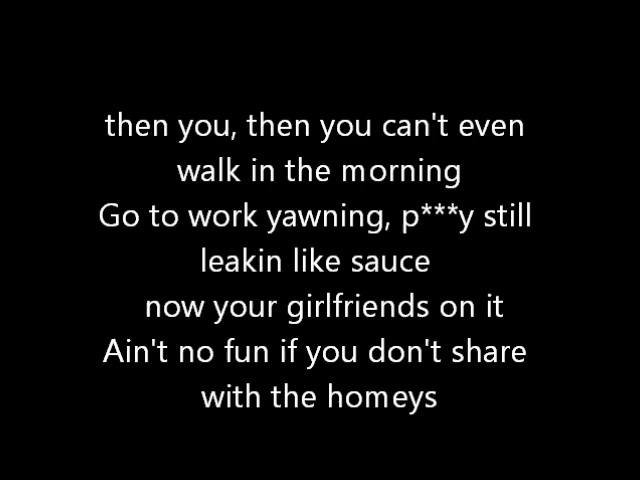 then you, then you can't even
walk in the morning
Go to work yawning, p***y still
leakin like sauce
now your girlfriends on it
Ain't no fun if you don't share
with the homeys